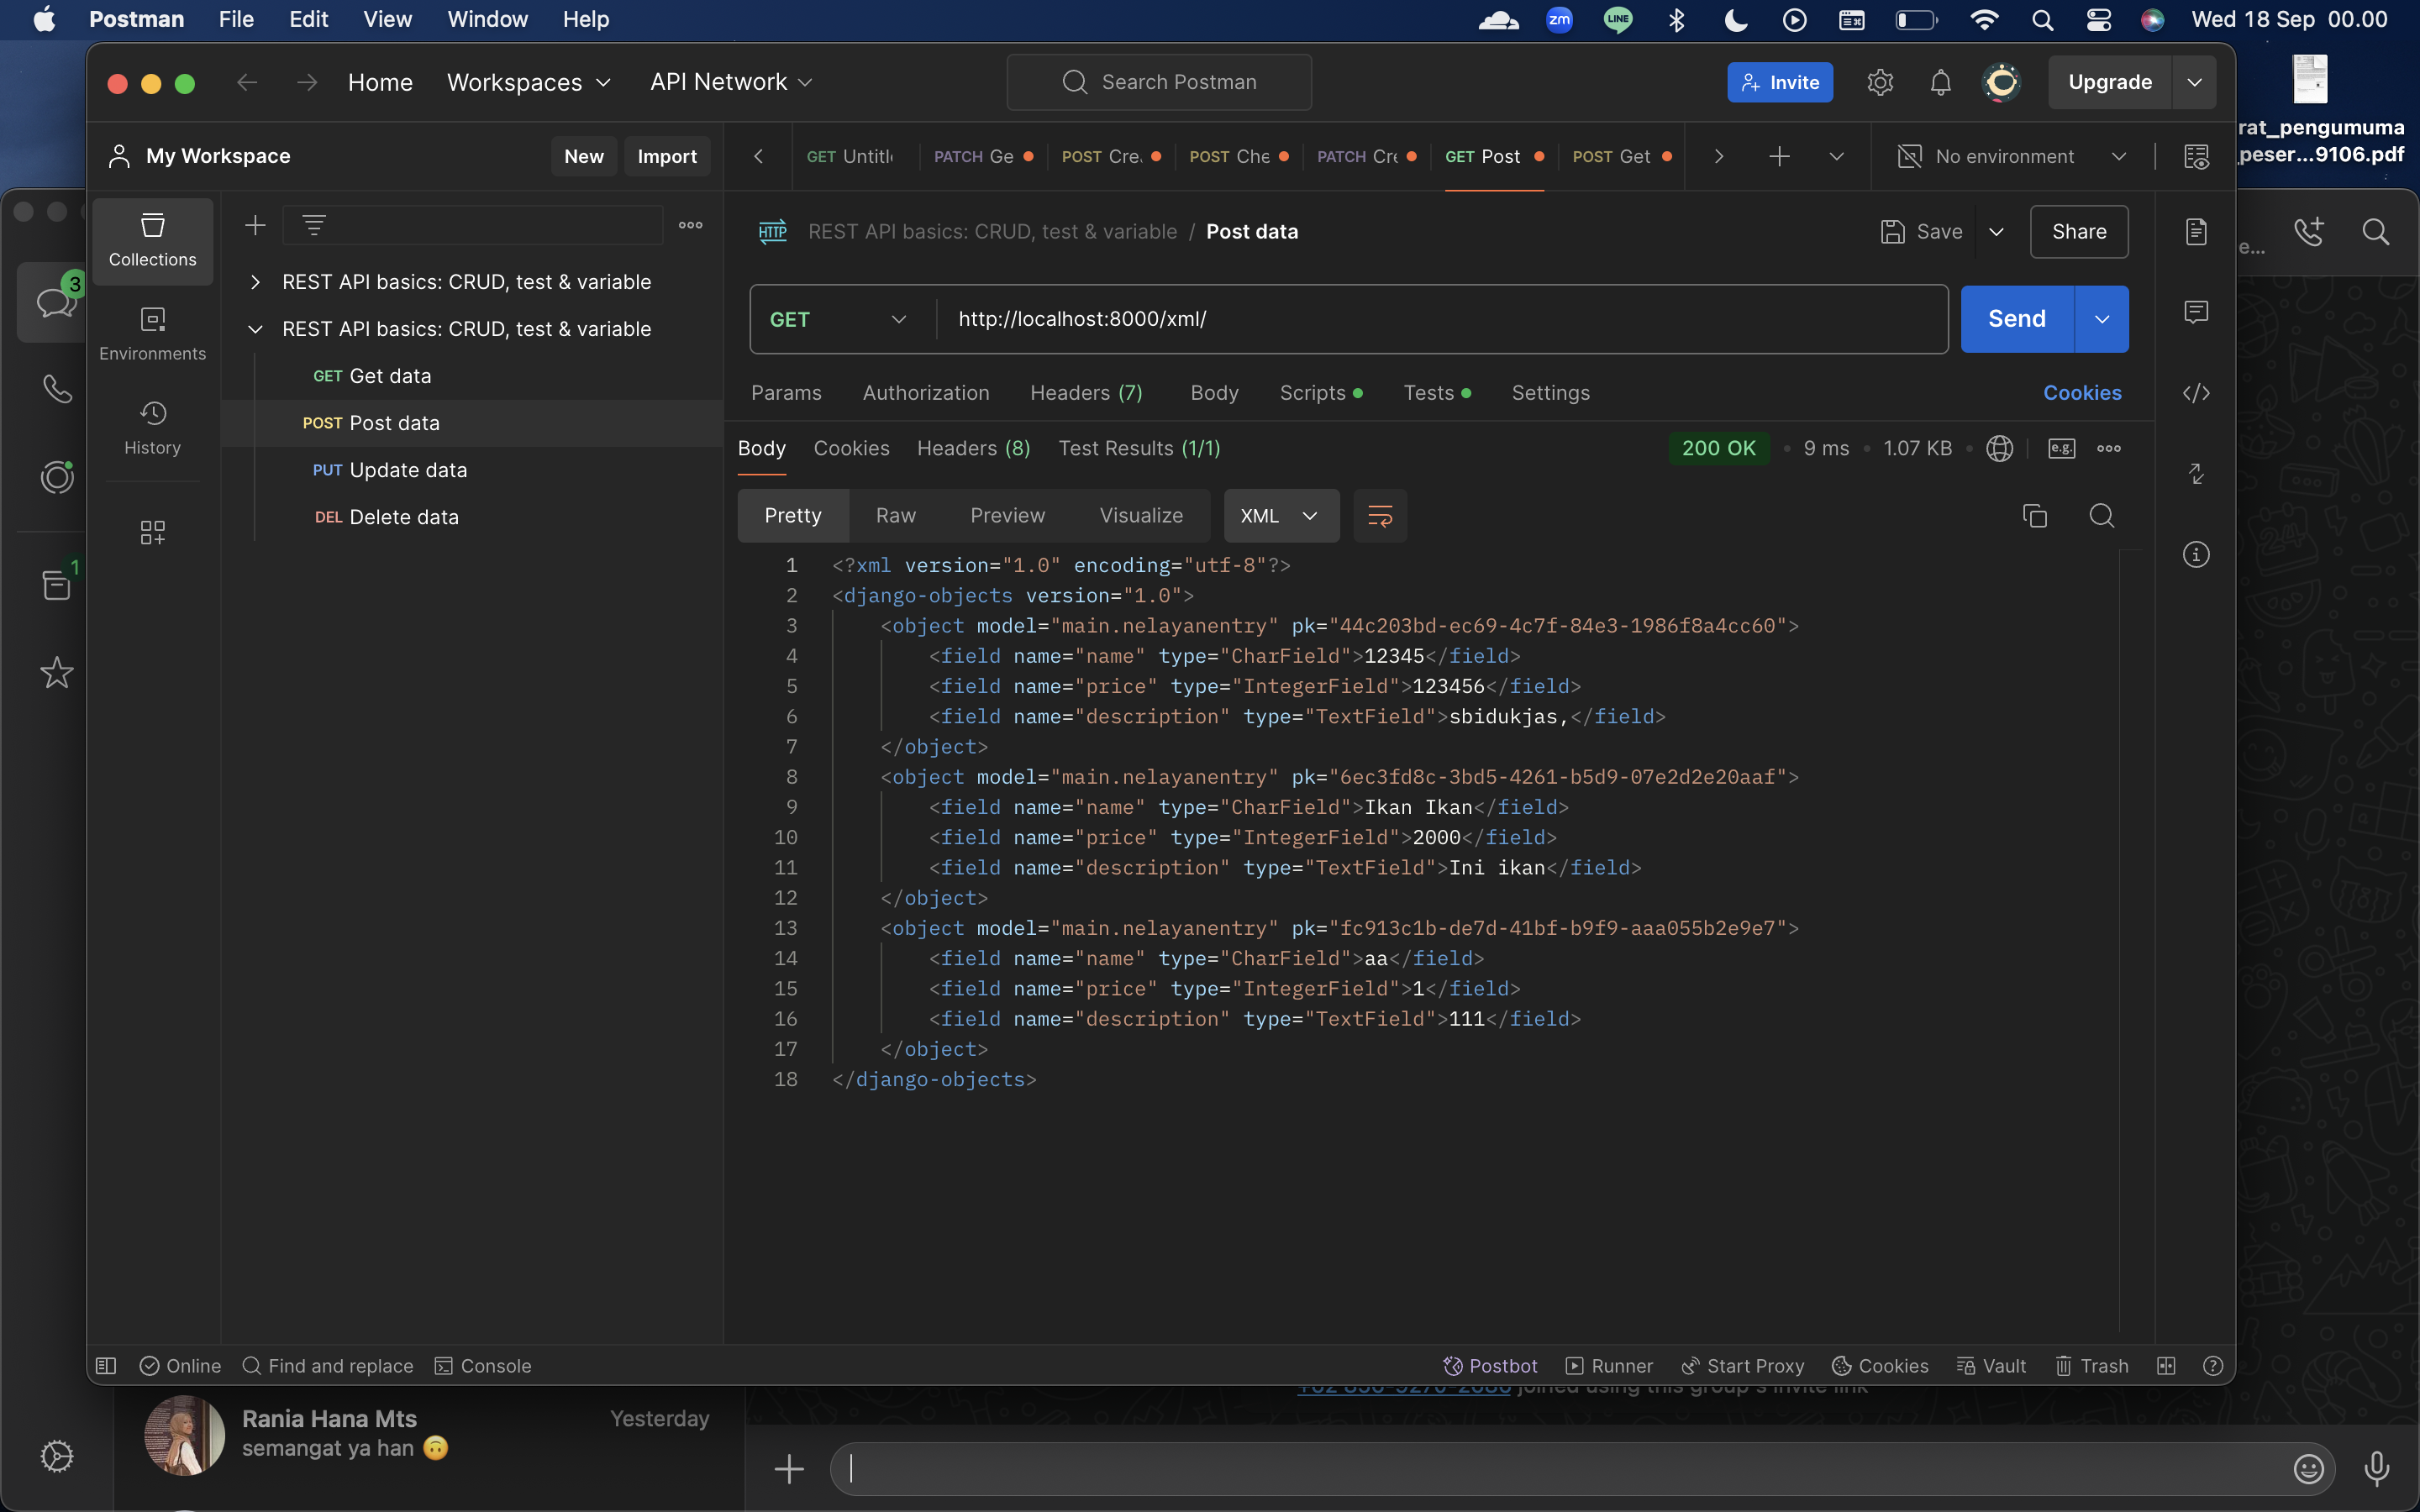 Postman File Edit View Window Help zm LINE Wed 18 Sep 00.00
Home Workspaces API Network Search Postman Invite Upgrade
rat_pengumuma
_peser...9106.pdf
My Workspace New Import
GET Untitl PATCH Ge POST Cre. POST Che PATCH Cre GET Post POST Get No environment
Collections
Environments
History
3
1
REST API basics: CRUD, test & variable
REST API basics: CRUD, test & variable
GET Get data
POST Post data
PUT Update data
DEL Delete data
HTTP REST API basics: CRUD, test & variable / Post data Save Share
e...
GET http://localhost:8000/xml/ Send
Params Authorization Headers (7) Body Scripts Tests Settings Cookies
Body Cookies Headers (8) Test Results (1/1) 200 OK 9 ms 1.07 KB e.g.
Pretty Raw Preview Visualize XML
1 <?xml version="1.0" encoding="utf-8"?>
2 <django-objects version="1.0">
3 <object model="main.nelayanentry" pk="44c203bd-ec69-4c7f-84e3-1986f8a4cc60">
4 <field name="name" type="CharField">12345</field>
5 <field name="price" type="IntegerField">123456</field>
6 <field name="description" type="TextField">sbidukjas,</field>
7 </object>
8 <object model="main.nelayanentry" pk="6ec3fd8c-3bd5-4261-b5d9-07e2d2e20aaf">
9 <field name="name" type="CharField">Ikan Ikan</field>
10 <field name="price" type="IntegerField">2000</field>
11 <field name="description" type="TextField">Ini ikan</field>
12 </object>
13 <object model="main.nelayanentry" pk="fc913c1b-de7d-41bf-b9f9-aaa055b2e9e7">
14 <field name="name" type="CharField">aa</field>
15 <field name="price" type="IntegerField">1</field>
16 <field name="description" type="TextField">111</field>
17 </object>
18 </django-objects>
Online Find and replace Console Postbot Runner Start Proxy Cookies Vault Trash
joined using this group's invite link
Rania Hana Mts Yesterday
semangat ya han 🙃